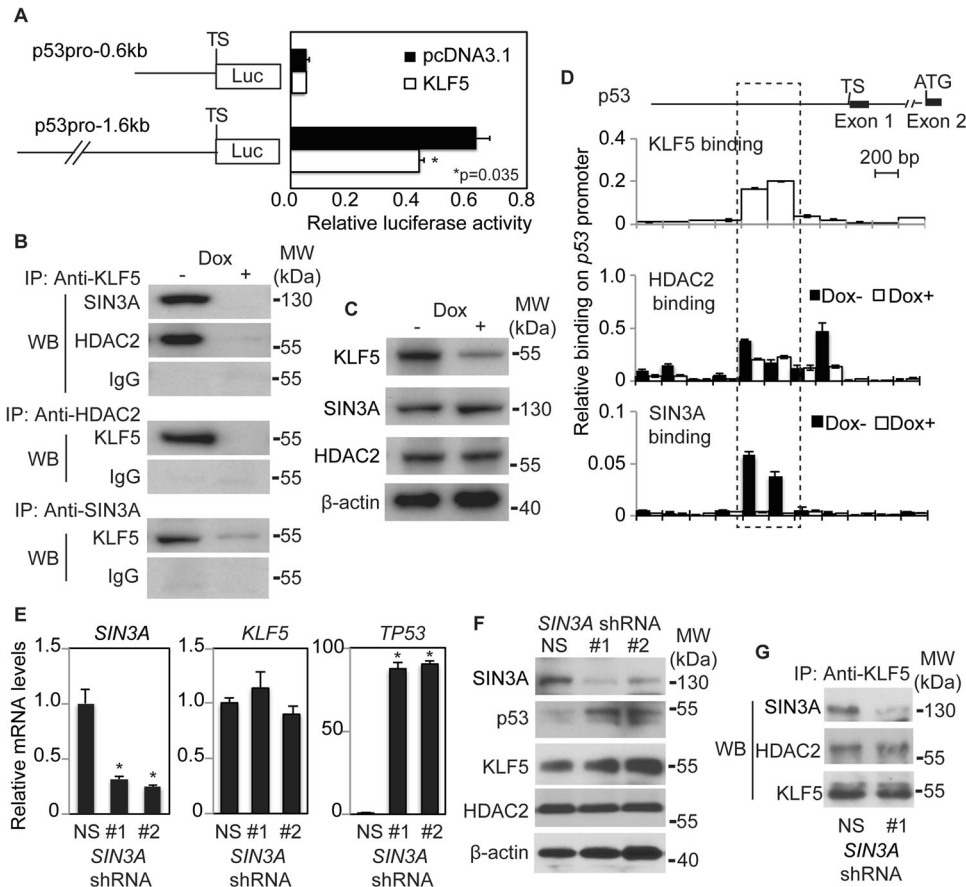 A
p53pro-0.6kb
TS
Luc
p53pro-1.6kb
TS
Luc
pcDNA3.1
KLF5
*
*p=0.035
0.0 0.2 0.4 0.6 0.8
Relative luciferase activity
B
Dox
MW
(kDa)
IP: Anti-KLF5
- +
SIN3A
-130
WB
HDAC2
-55
IgG
-55
IP: Anti-HDAC2
KLF5
-55
WB
IgG
-55
IP: Anti-SIN3A
KLF5
-55
WB
IgG
-55
C
Dox
- +
MW
(kDa)
KLF5
-55
SIN3A
-130
HDAC2
-55
β-actin
-40
D
p53
TS
ATG
Exon 1
Exon 2
200 bp
Relative binding on p53 promoter
KLF5 binding
0.4
0.2
0
HDAC2
binding
Dox- Dox+
1.0
0.5
0.0
SIN3A
binding
Dox- Dox+
0.1
0.05
0
E
Relative mRNA levels
SIN3A
1.5
1.0
0.5
0
* *
NS #1 #2
SIN3A
shRNA
KLF5
1.5
1.0
0.5
0
NS #1 #2
SIN3A
shRNA
TP53
100
50
0
* *
NS #1 #2
SIN3A
shRNA
F
SIN3A shRNA
NS #1 #2
MW
(kDa)
SIN3A
-130
p53
-55
KLF5
-55
HDAC2
-55
β-actin
-40
G
IP: Anti-KLF5
MW
(kDa)
SIN3A
-130
WB
HDAC2
-55
KLF5
-55
NS #1
SIN3A
shRNA